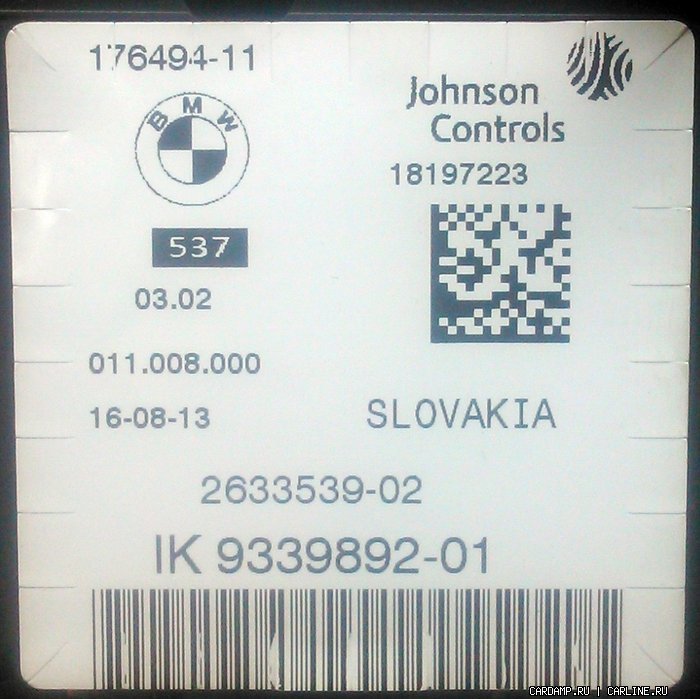 176494-11
BMW
Johnson
Controls
18197223
537
03.02
011.008.000
16-08-13
SLOVAKIA
2633539-02
IK 9339892-01
CARDAMP.RU | CARLINE.RU